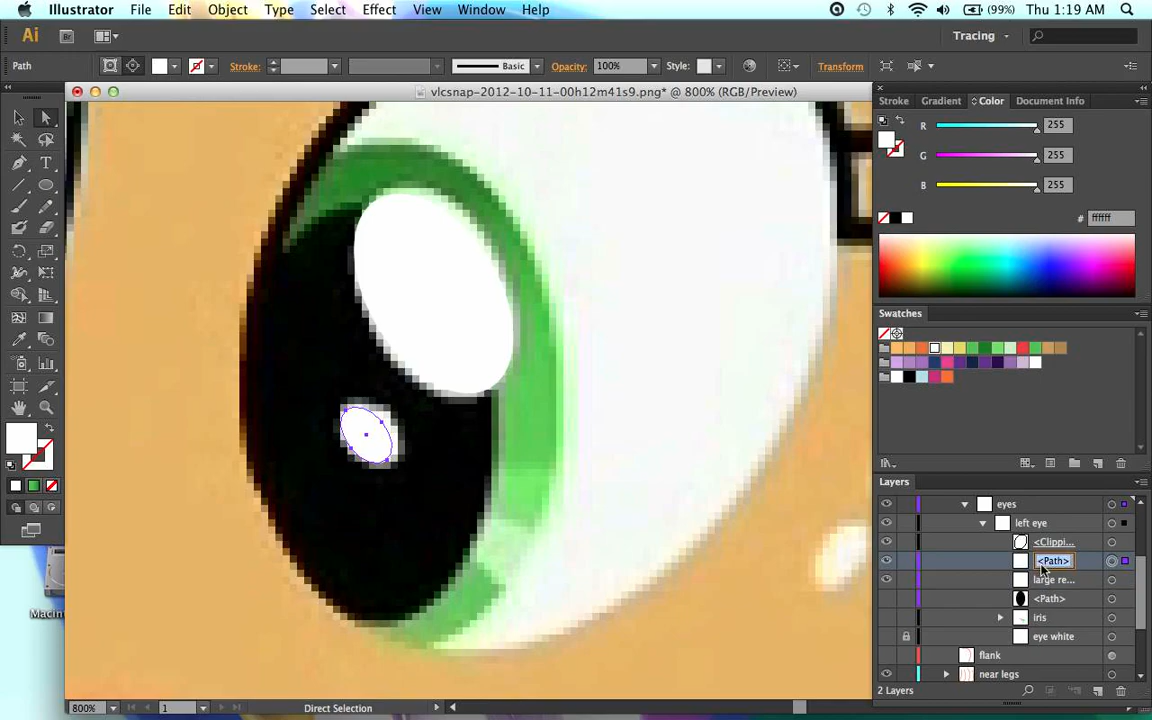 Illustrator File Edit Object Type Select Effect View Window Help (99%) Thu 1:19 AM
Ai Br Tracing
Path Stroke: Basic Opacity: 100% Style: Transform
vlcsnap-2012-10-11-00h12m41s9.png* @ 800% (RGB/Preview)
Stroke Gradient Color Document Info
R 255
G 255
B 255
# ffffff
Swatches
Layers
eyes
left eye
<Clippi...
<Path>
large re...
<Path>
iris
eye white
flank
near legs
2 Layers
Macin
800% 1 Direct Selection